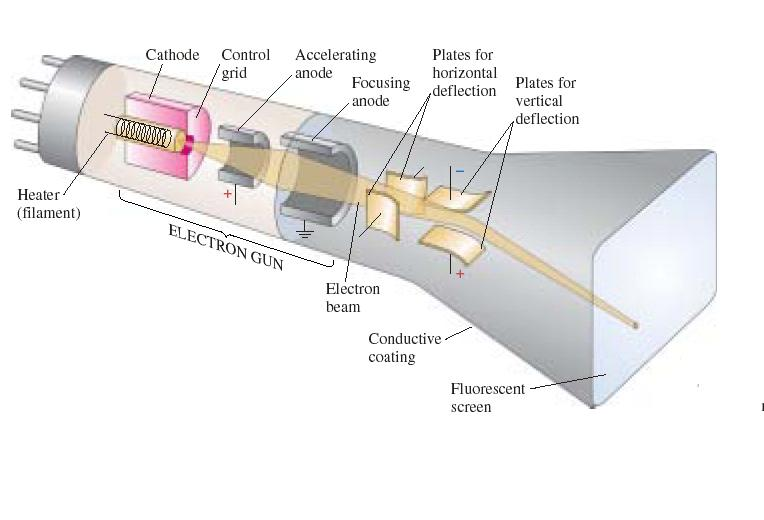 Cathode
Control
grid
Accelerating
anode
Focusing
anode
Plates for
horizontal
deflection
Plates for
vertical
deflection
Heater
(filament)
+
−
+
ELECTRON GUN
Electron
beam
Conductive
coating
Fluorescent
screen